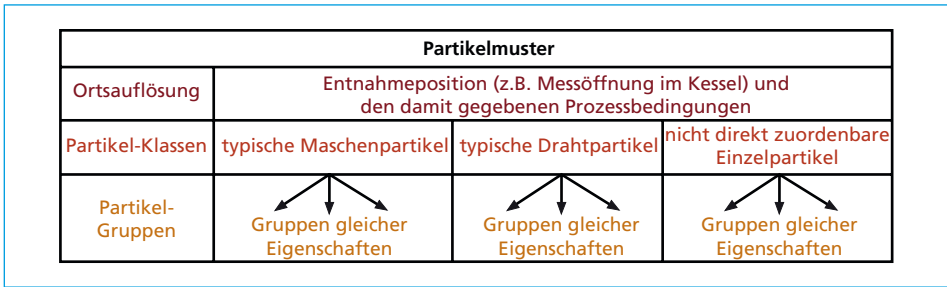 Partikelmuster
Ortsauflösung
Entnahmeposition (z.B. Messöffnung im Kessel) und
den damit gegebenen Prozessbedingungen
Partikel-Klassen
typische Maschenpartikel
typische Drahtpartikel
nicht direkt zuordenbare
Einzelpartikel
Partikel-
Gruppen
Gruppen gleicher
Eigenschaften
Gruppen gleicher
Eigenschaften
Gruppen gleicher
Eigenschaften